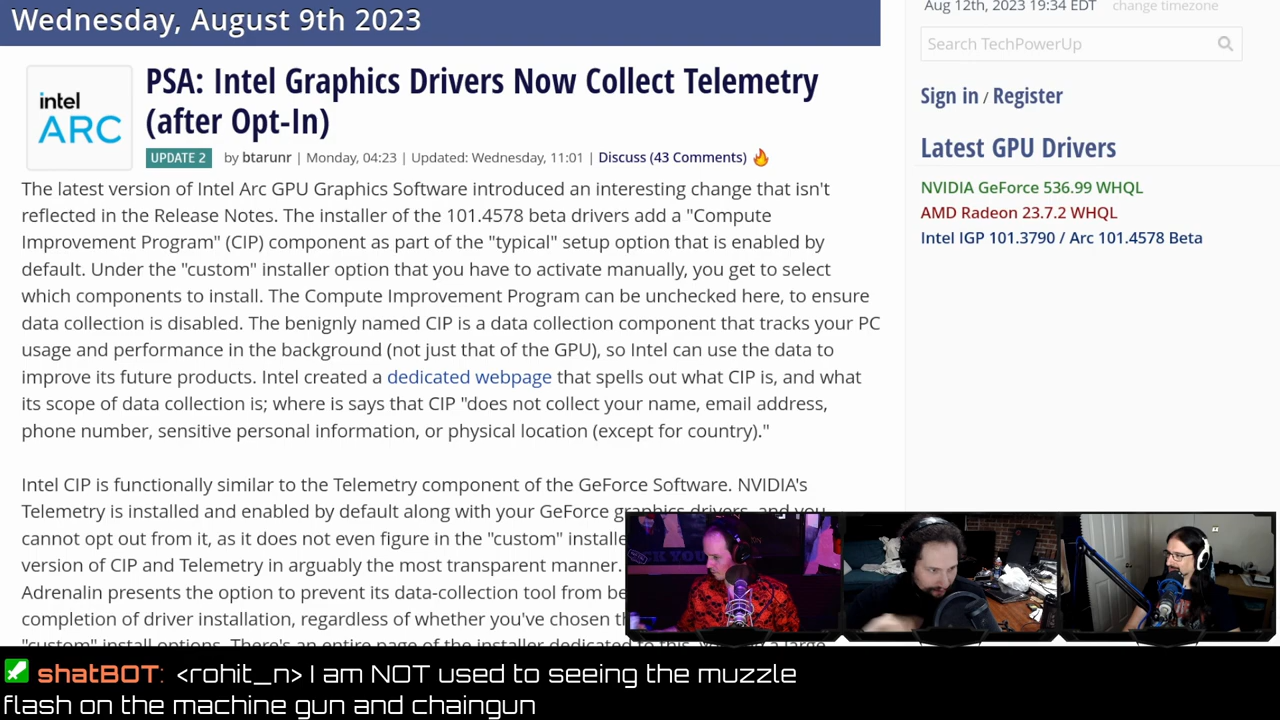 Wednesday, August 9th 2023
Aug 12th, 2023 19:34 EDT change timezone
Search TechPowerUp
intel
ARC
PSA: Intel Graphics Drivers Now Collect Telemetry
(after Opt-In)
Sign in / Register
UPDATE 2 by btarunr | Monday, 04:23 | Updated: Wednesday, 11:01 | Discuss (43 Comments)
Latest GPU Drivers
NVIDIA GeForce 536.99 WHQL
AMD Radeon 23.7.2 WHQL
Intel IGP 101.3790 / Arc 101.4578 Beta
The latest version of Intel Arc GPU Graphics Software introduced an interesting change that isn't
reflected in the Release Notes. The installer of the 101.4578 beta drivers add a "Compute
Improvement Program" (CIP) component as part of the "typical" setup option that is enabled by
default. Under the "custom" installer option that you have to activate manually, you get to select
which components to install. The Compute Improvement Program can be unchecked here, to ensure
data collection is disabled. The benignly named CIP is a data collection component that tracks your PC
usage and performance in the background (not just that of the GPU), so Intel can use the data to
improve its future products. Intel created a dedicated webpage that spells out what CIP is, and what
its scope of data collection is; where is says that CIP "does not collect your name, email address,
phone number, sensitive personal information, or physical location (except for country)."
Intel CIP is functionally similar to the Telemetry component of the GeForce Software. NVIDIA's
Telemetry is installed and enabled by default along with your GeForce graphics drivers, and you
cannot opt out from it, as it does not even figure in the "custom" installe
version of CIP and Telemetry in arguably the most transparent manner.
Adrenalin presents the option to prevent its data-collection tool from be
completion of driver installation, regardless of whether you've chosen th
"custom" install options. There's an entire page of the installer dedicated
shatBOT: <rohit_n> I am NOT used to seeing the muzzle
flash on the machine gun and chaingun